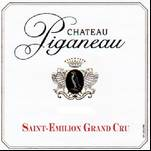 CHATEAU
Piganeau
SAINT-EMILION GRAND CRU